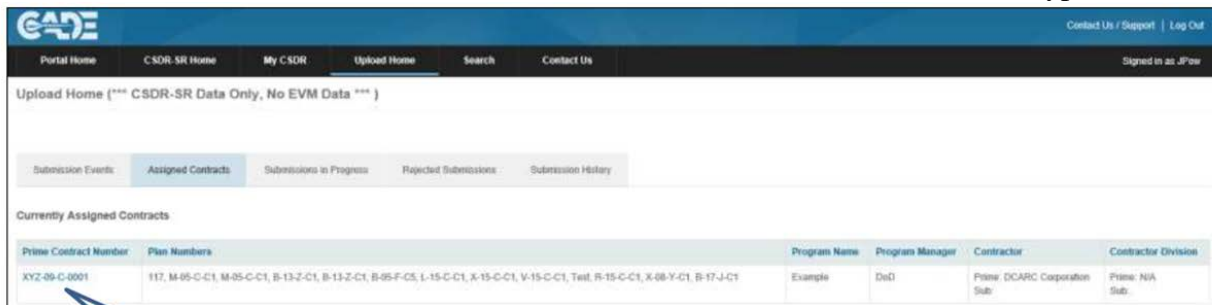 CADE
Contact Us / Support | Log Out
Portal Home CSDR-SR Home My CSDR Upload Home Search Contact Us Signed in as JPow
Upload Home (*** CSDR-SR Data Only, No EVM Data *** )
Submission Events Assigned Contracts Submissions in Progress Rejected Submissions Submission History
Currently Assigned Contracts
Prime Contract Number Plan Numbers Program Name Program Manager Contractor Contractor Division
XYZ-09-C-0001 117, M-05-C-C1, M-05-C-C1, B-13-Z-C1, B-13-Z-C1, B-95-F-C5, L-15-C-C1, X-15-C-C1, V-15-C-C1, Test, R-15-C-C1, X-08-Y-C1, B-17-J-C1 Example DoD Prime: DCARC Corporation Prime: N/A
Sub: Sub: